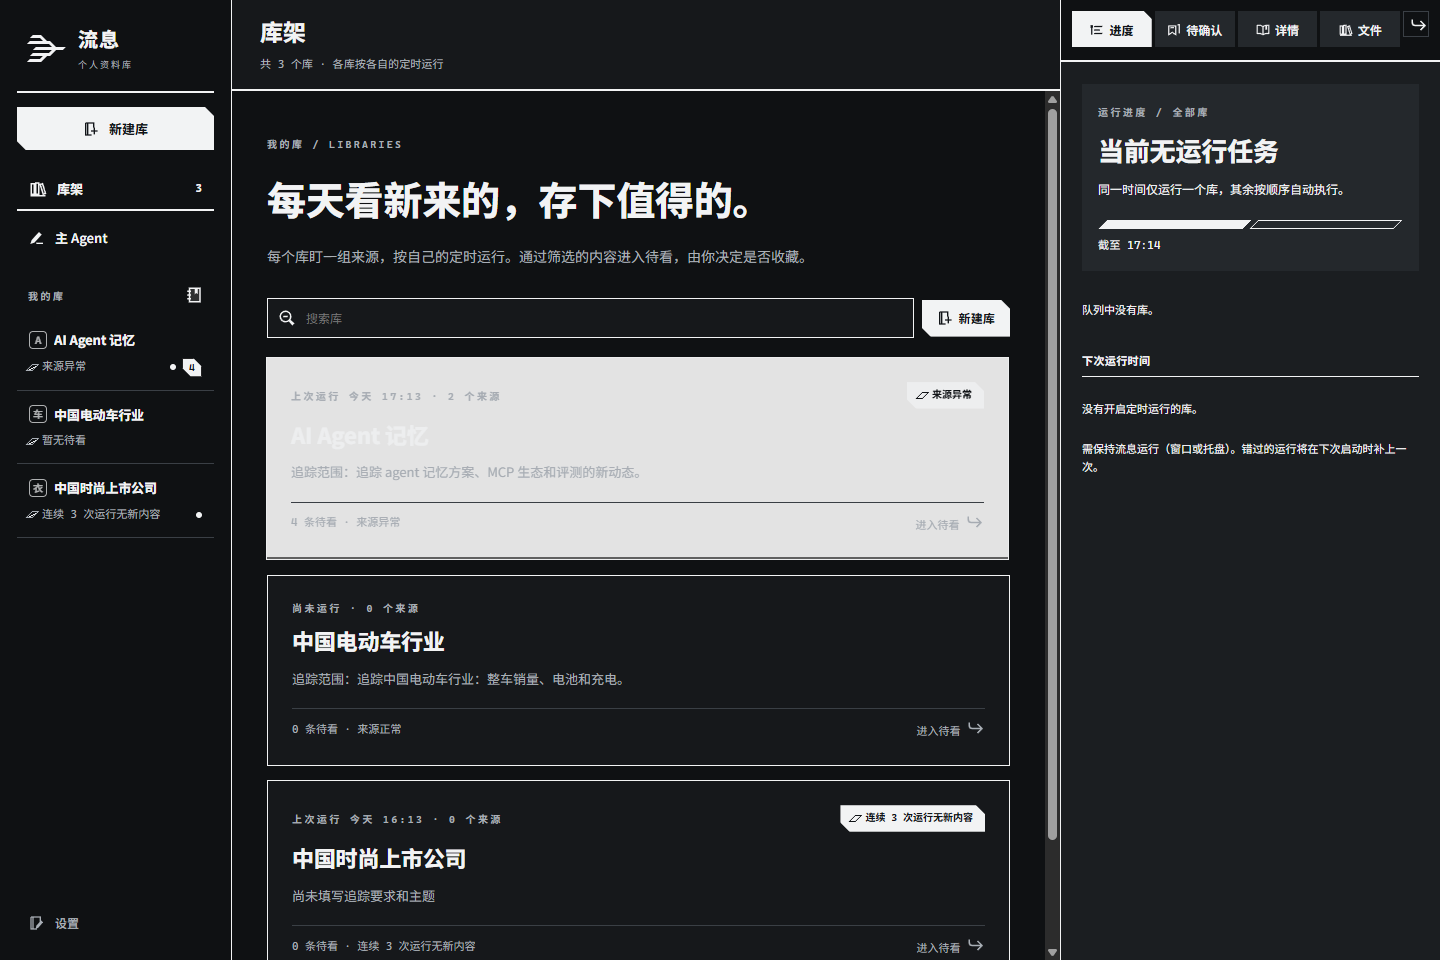 流息
个人资料库
新建库
库架 3
主 Agent
我的库
A AI Agent 记忆
来源异常 4
车 中国电动车行业
暂无待看
衣 中国时尚上市公司
连续 3 次运行无新内容
设置
库架
共 3 个库 · 各库按各自的定时运行
我的库 / LIBRARIES
每天看新来的，存下值得的。
每个库盯一组来源，按自己的定时运行。通过筛选的内容进入待看，由你决定是否收藏。
搜索库
新建库
上次运行 今天 17:13 · 2 个来源
来源异常
AI Agent 记忆
追踪范围：追踪 agent 记忆方案、MCP 生态和评测的新动态。
4 条待看 · 来源异常
进入待看
尚未运行 · 0 个来源
中国电动车行业
追踪范围：追踪中国电动车行业：整车销量、电池和充电。
0 条待看 · 来源正常
进入待看
上次运行 今天 16:13 · 0 个来源
连续 3 次运行无新内容
中国时尚上市公司
尚未填写追踪要求和主题
0 条待看 · 连续 3 次运行无新内容
进入待看
进度 待确认 详情 文件
运行进度 / 全部库
当前无运行任务
同一时间仅运行一个库，其余按顺序自动执行。
截至 17:14
队列中没有库。
下次运行时间
没有开启定时运行的库。
需保持流息运行（窗口或托盘）。错过的运行将在下次启动时补上一
次。